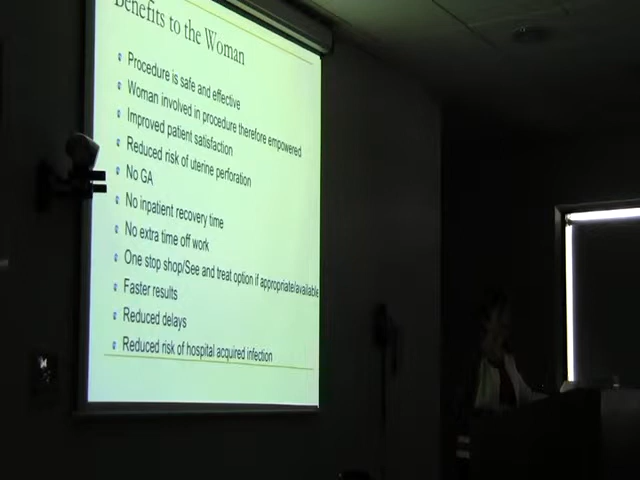 Benefits to the Woman
Procedure is safe and effective
Woman involved in procedure therefore empowered
Improved patient satisfaction
Reduced risk of uterine perforation
No GA
No inpatient recovery time
No extra time off work
One stop shop/See and treat option if appropriate/available
Faster results
Reduced delays
Reduced risk of hospital acquired infection